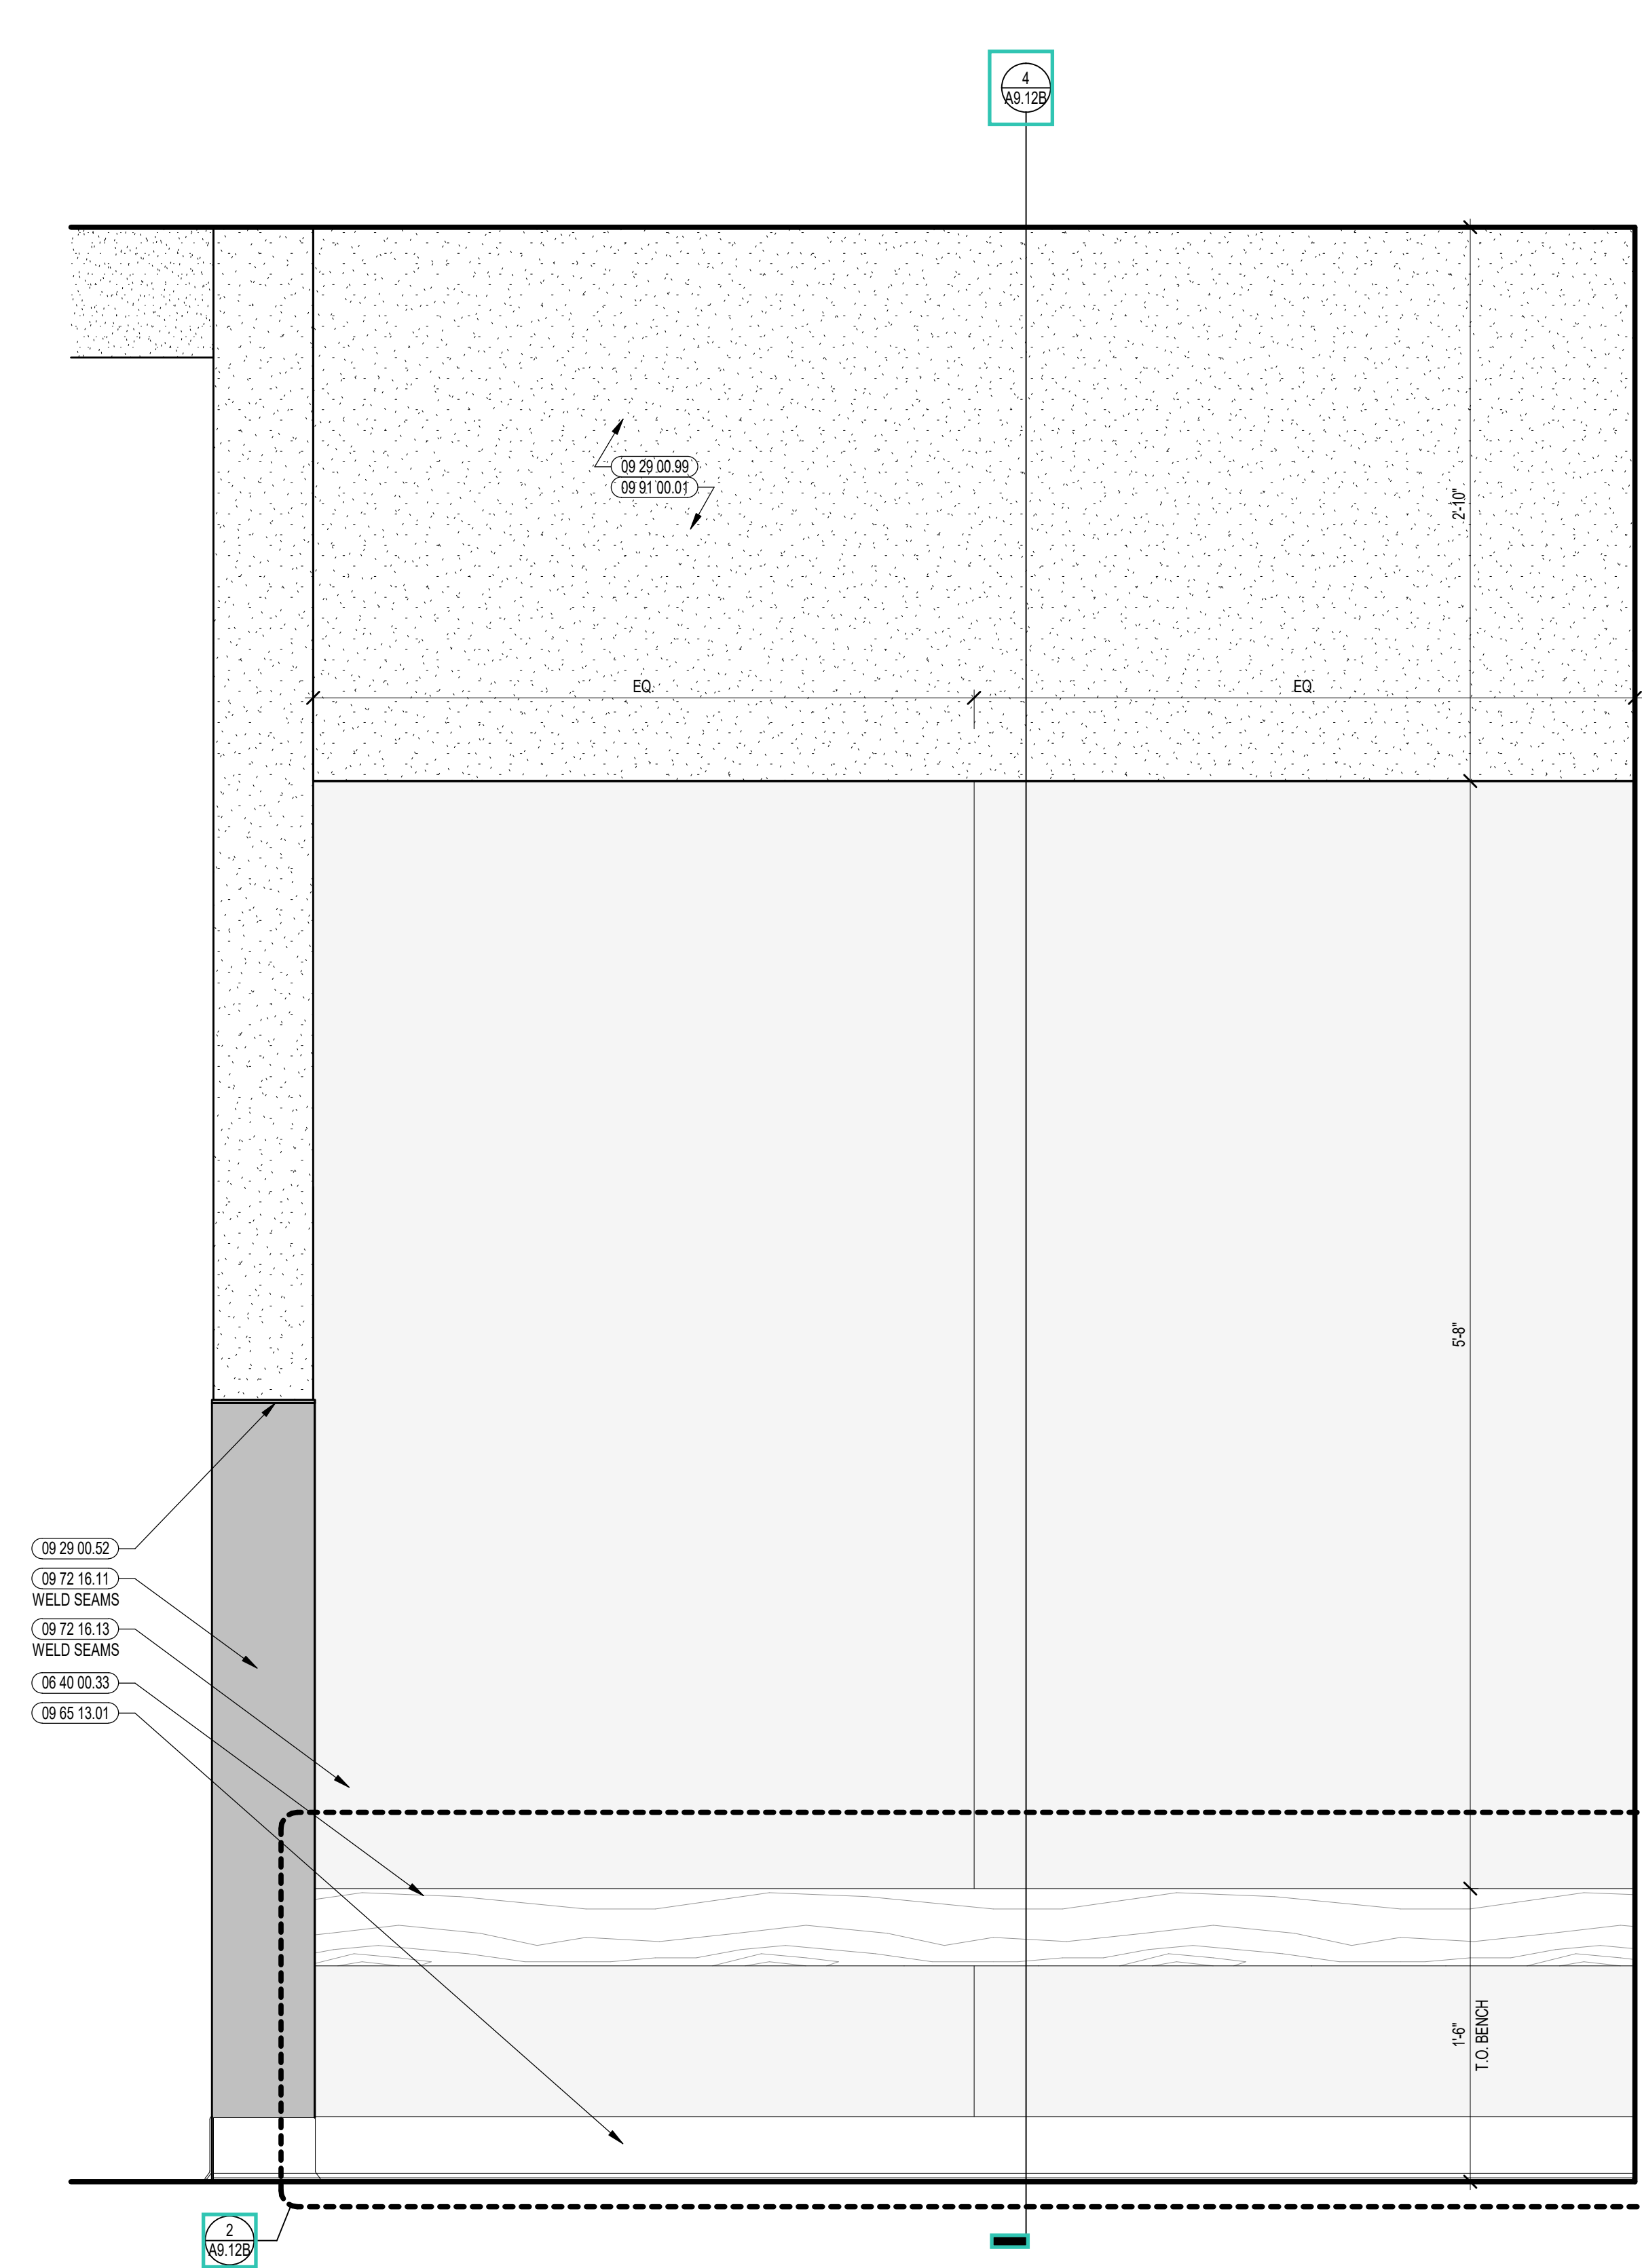 4
A9.12B
09 29 00.99
09 91 00.01
2'-10"
EQ.
EQ.
5'-8"
09 29 00.52
09 72 16.11
WELD SEAMS
09 72 16.13
WELD SEAMS
06 40 00.33
09 65 13.01
1'-6"
T.O. BENCH
2
A9.12B